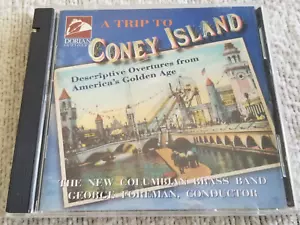 DORIAN
A TRIP TO
CONEY ISLAND
Descriptive Overtures from
America's Golden Age
THE NEW COLUMBIAN BRASS BAND
GEORGE FOREMAN, CONDUCTOR